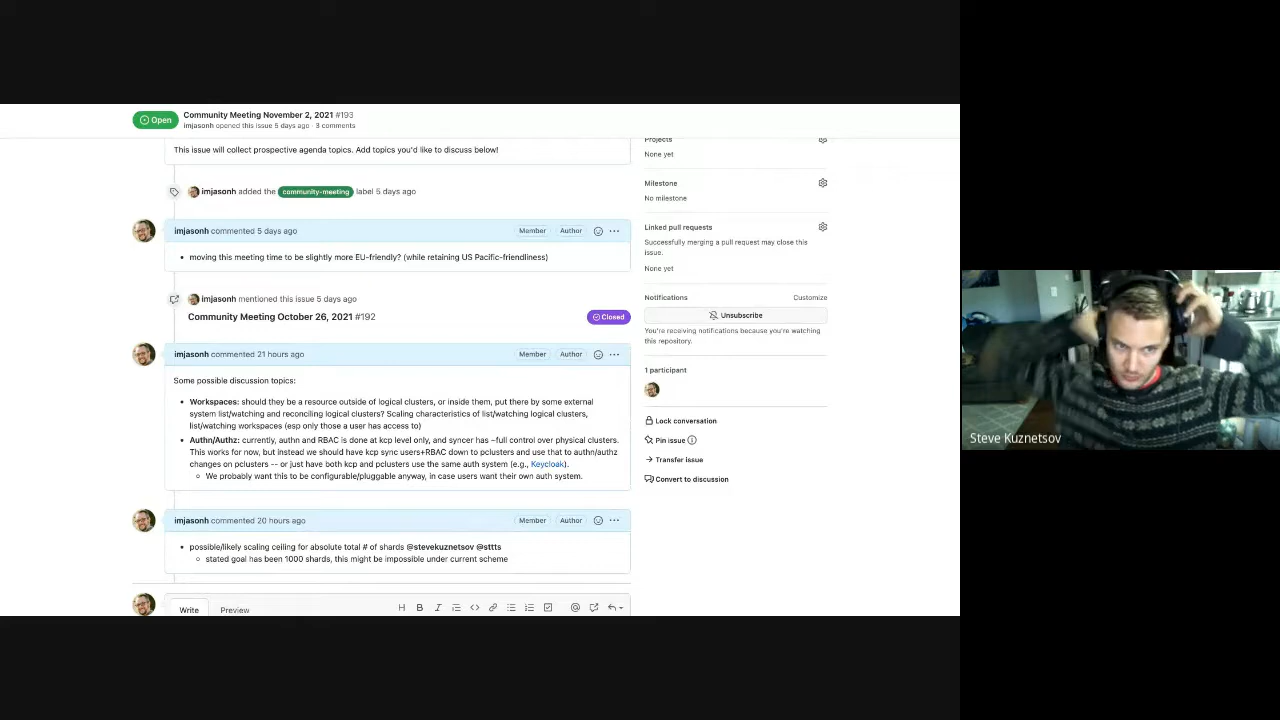 Open
Community Meeting November 2, 2021 #193
imjasonh opened this issue 5 days ago · 3 comments
This issue will collect prospective agenda topics. Add topics you'd like to discuss below!
imjasonh added the community-meeting label 5 days ago
imjasonh commented 5 days ago
Member
Author
• moving this meeting time to be slightly more EU-friendly? (while retaining US Pacific-friendliness)
imjasonh mentioned this issue 5 days ago
Community Meeting October 26, 2021 #192
Closed
imjasonh commented 21 hours ago
Member
Author
Some possible discussion topics:
• Workspaces: should they be a resource outside of logical clusters, or inside them, put there by some external
system list/watching and reconciling logical clusters? Scaling characteristics of list/watching logical clusters,
list/watching workspaces (esp only those a user has access to)
• Authn/Authz: currently, authn and RBAC is done at kcp level only, and syncer has ~full control over physical clusters.
This works for now, but instead we should have kcp sync users+RBAC down to pclusters and use that to authn/authz
changes on pclusters -- or just have both kcp and pclusters use the same auth system (e.g., Keycloak).
◦ We probably want this to be configurable/pluggable anyway, in case users want their own auth system.
imjasonh commented 20 hours ago
Member
Author
• possible/likely scaling ceiling for absolute total # of shards @stevekuznetsov @sttts
◦ stated goal has been 1000 shards, this might be impossible under current scheme
Write
Preview
Projects
None yet
Milestone
No milestone
Linked pull requests
Successfully merging a pull request may close this
issue.
None yet
Notifications
Customize
Unsubscribe
You're receiving notifications because you're watching
this repository.
1 participant
Lock conversation
Pin issue
Transfer issue
Convert to discussion
Steve Kuznetsov